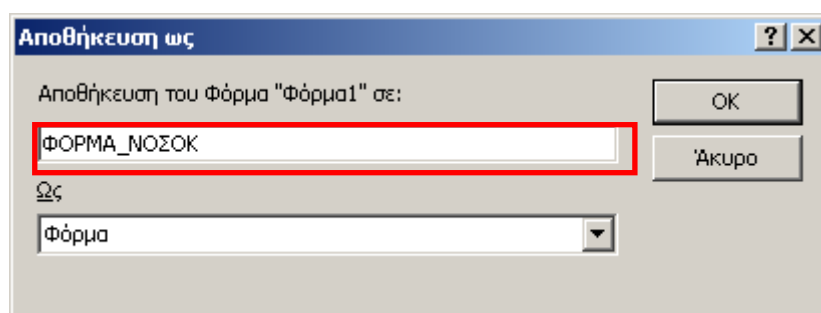 Αποθήκευση ως
Αποθήκευση του Φόρμα "Φόρμα1" σε:
OK
ΦΟΡΜΑ_ΝΟΣΟΚ
Άκυρο
Ως
Φόρμα